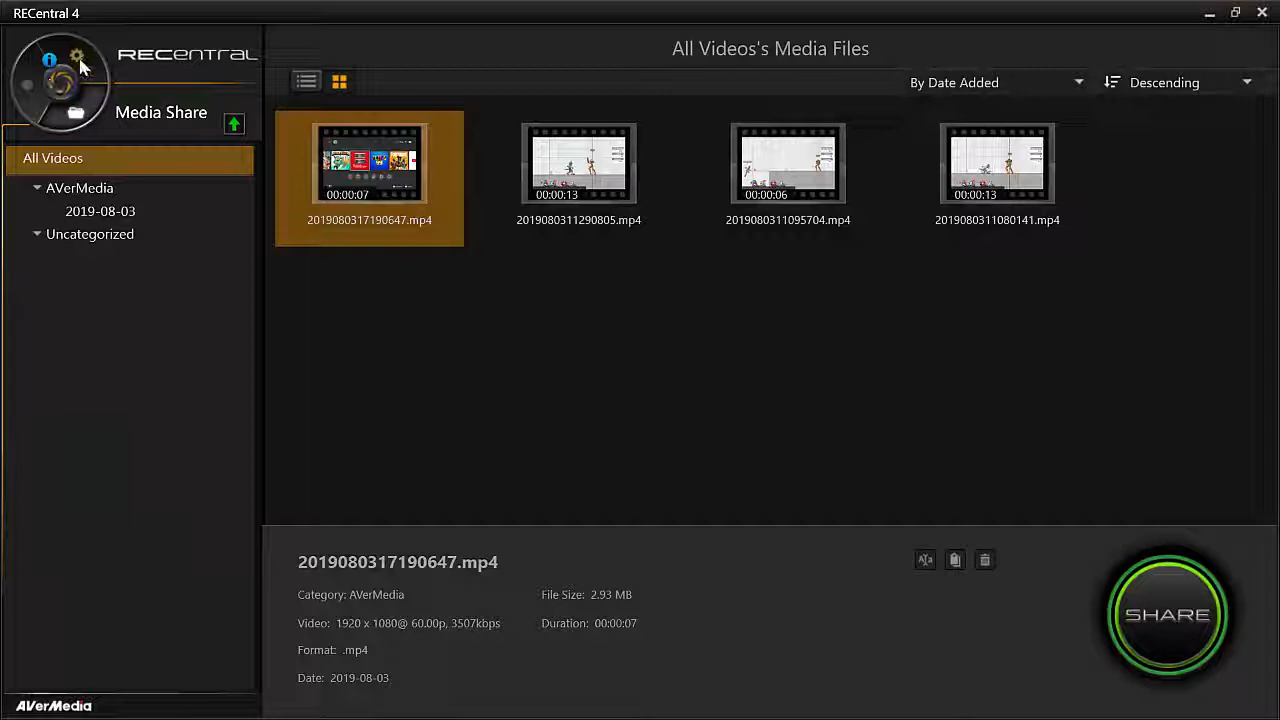 RECentral 4
RECENTRAL
Media Share
All Videos
AVerMedia
2019-08-03
Uncategorized
All Videos's Media Files
By Date Added
Descending
00:00:07
00:00:13
00:00:06
00:00:13
2019080317190647.mp4
2019080311290805.mp4
2019080311095704.mp4
2019080311080141.mp4
2019080317190647.mp4
Category: AVerMedia
File Size: 2.93 MB
Video: 1920 x 1080@ 60.00p, 3507kbps
Duration: 00:00:07
Format: .mp4
Date: 2019-08-03
SHARE
AVerMedia